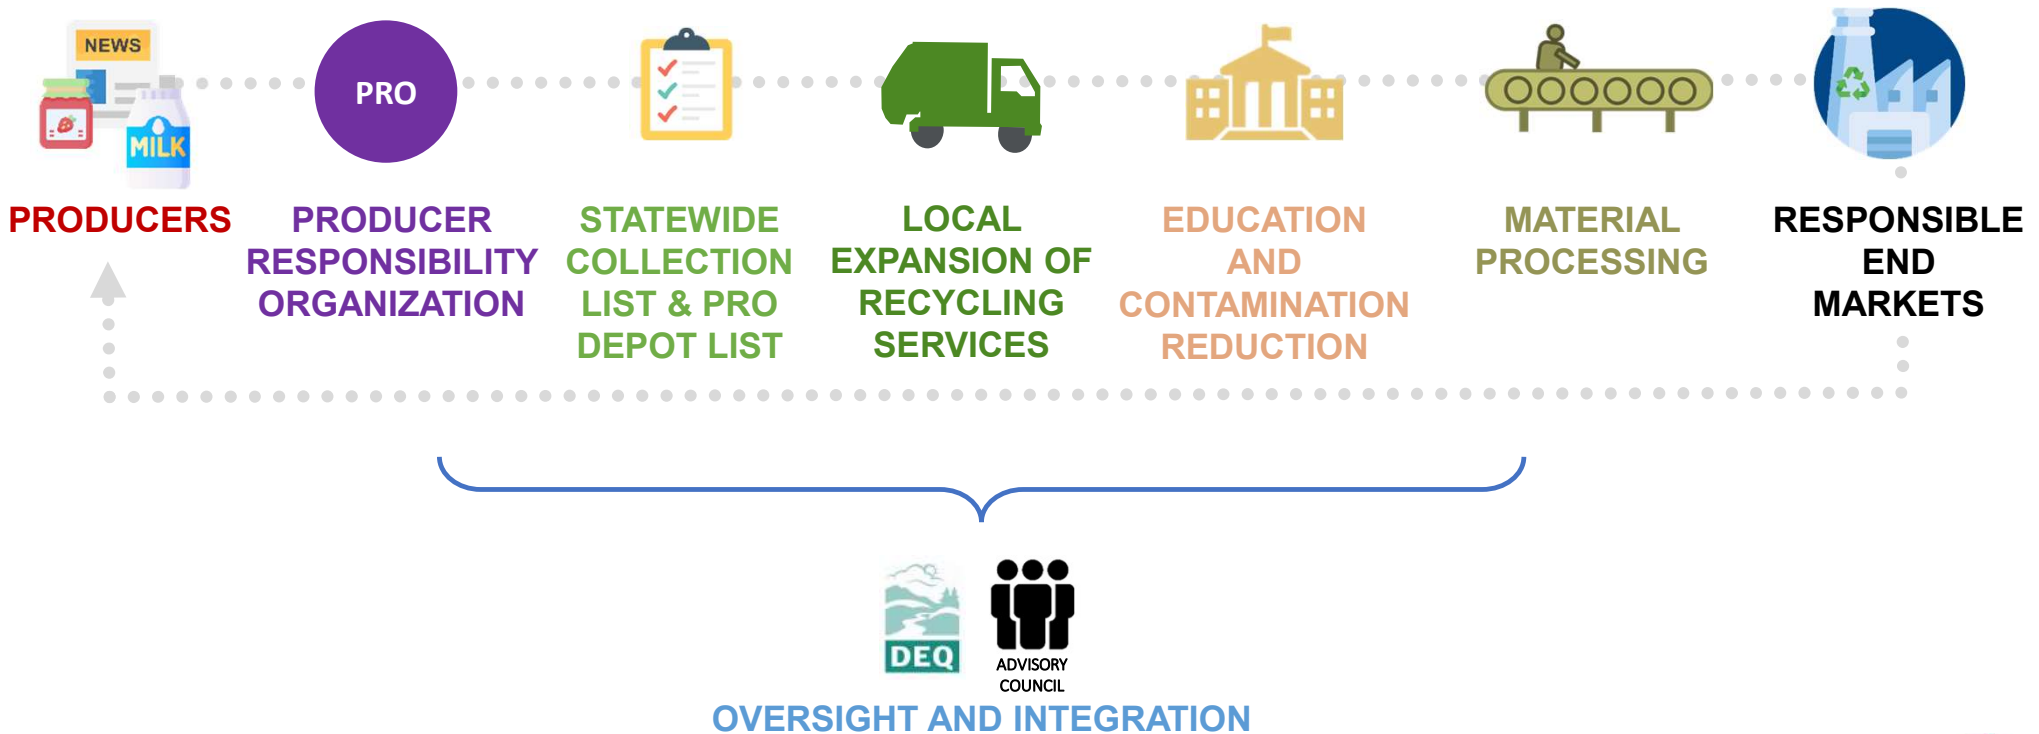 NEWS
MILK
PRO
PRODUCERS
PRODUCER
RESPONSIBILITY
ORGANIZATION
STATEWIDE
COLLECTION
LIST & PRO
DEPOT LIST
LOCAL
EXPANSION OF
RECYCLING
SERVICES
EDUCATION
AND
CONTAMINATION
REDUCTION
MATERIAL
PROCESSING
RESPONSIBLE
END
MARKETS
DEQ
ADVISORY
COUNCIL
OVERSIGHT AND INTEGRATION